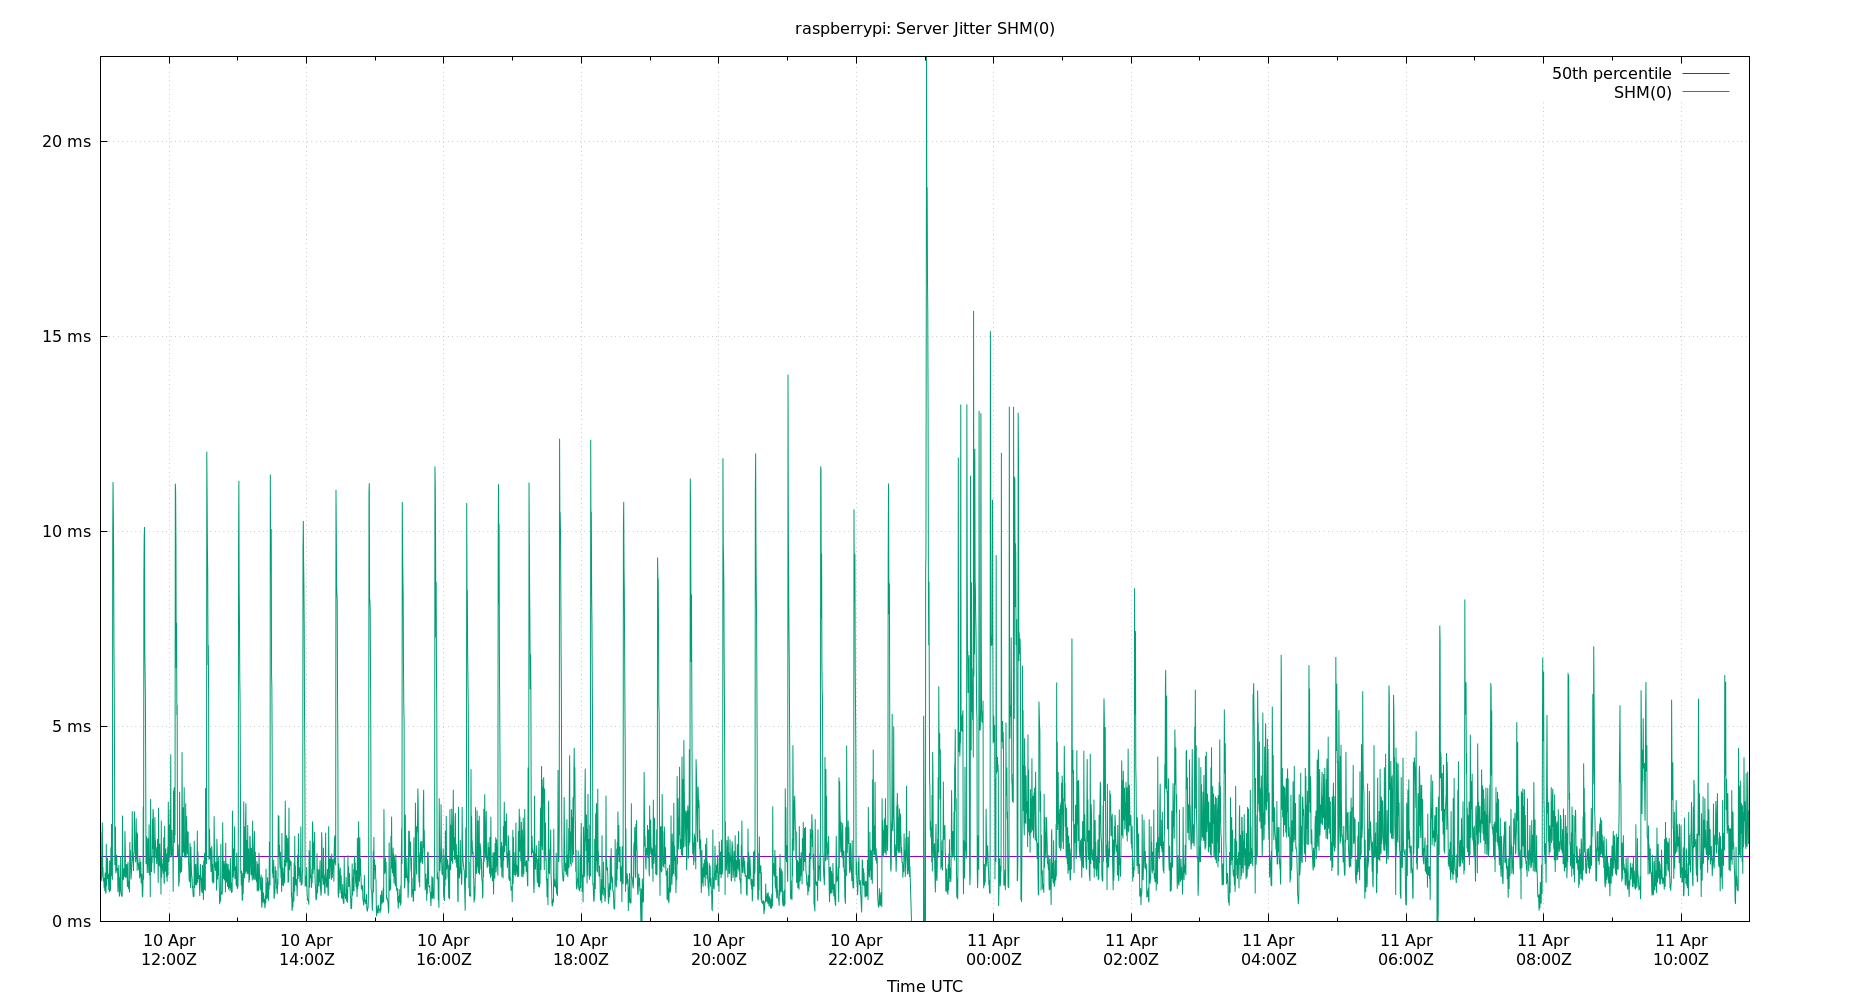 raspberrypi: Server Jitter SHM(0)
50th percentile
SHM(0)
20 ms
15 ms
10 ms
5 ms
0 ms
10 Apr 10 Apr 10 Apr 10 Apr 10 Apr 10 Apr 11 Apr 11 Apr 11 Apr 11 Apr 11 Apr 11 Apr
12:00Z 14:00Z 16:00Z 18:00Z 20:00Z 22:00Z 00:00Z 02:00Z 04:00Z 06:00Z 08:00Z 10:00Z
Time UTC